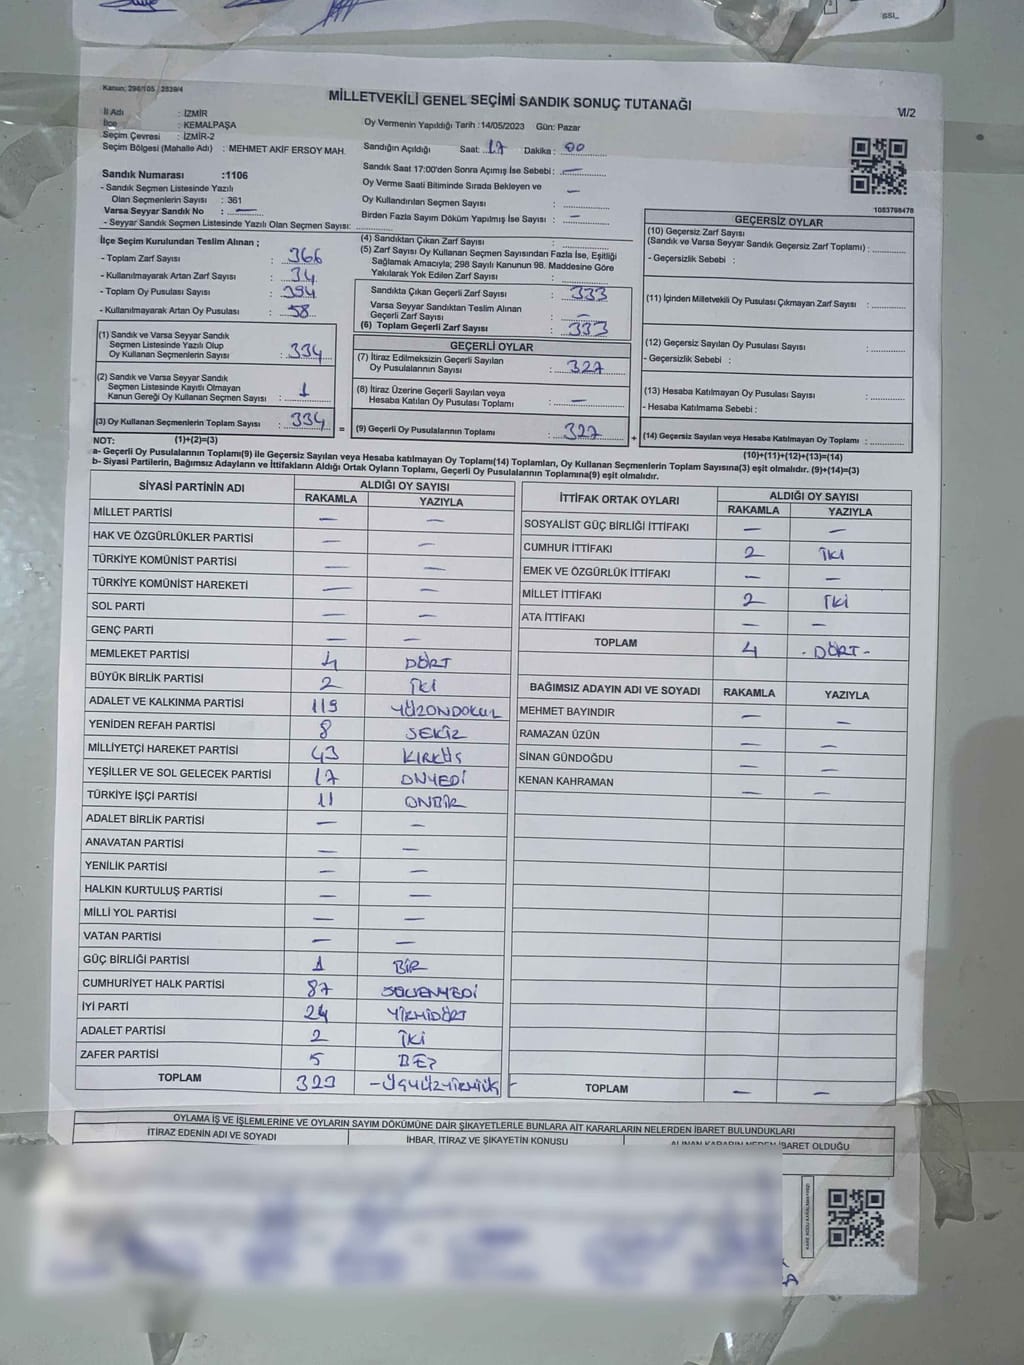 SSI_
Kanun; 298/105 2839/4
MİLLETVEKİLİ GENEL SEÇİMİ SANDIK SONUÇ TUTANAĞI
1/2
İl Adı : İZMİR
İlçe : KEMALPAŞA
Seçim Çevresi : İZMİR-2
Seçim Bölgesi (Mahalle Adı) : MEHMET AKİF ERSOY MAH.
Oy Vermenin Yapıldığı Tarih :14/05/2023 Gün: Pazar
Sandığın Açıldığı Saat: 17 Dakika : 00
Sandık Saat 17:00'den Sonra Açımış İse Sebebi : —
Oy Verme Saati Bitiminde Sırada Bekleyen ve
Oy Kullandırılan Seçmen Sayısı : —
Birden Fazla Sayım Döküm Yapılmış İse Sayısı : —
Sandık Numarası :1106
- Sandık Seçmen Listesinde Yazılı
Olan Seçmenlerin Sayısı : 361
Varsa Seyyar Sandık No : —
- Seyyar Sandık Seçmen Listesinde Yazılı Olan Seçmen Sayısı:
1083798478
İlçe Seçim Kurulundan Teslim Alınan ;
- Toplam Zarf Sayısı : 366
- Kullanılmayarak Artan Zarf Sayısı : 34
- Toplam Oy Pusulası Sayısı : 394
- Kullanılmayarak Artan Oy Pusulası : 58
(1) Sandık ve Varsa Seyyar Sandık
Seçmen Listesinde Yazılı Olup
Oy Kullanan Seçmenlerin Sayısı : 334
(2) Sandık ve Varsa Seyyar Sandık
Seçmen Listesinde Kayıtlı Olmayan
Kanun Gereği Oy Kullanan Seçmen Sayısı : 1
(3) Oy Kullanan Seçmenlerin Toplam Sayısı : 334
(4) Sandıktan Çıkan Zarf Sayısı :
(5) Zarf Sayısı Oy Kullanan Seçmen Sayısından Fazla İse, Eşitliği
Sağlamak Amacıyla; 298 Sayılı Kanunun 98. Maddesine Göre
Yakılarak Yok Edilen Zarf Sayısı :
Sandıkta Çıkan Geçerli Zarf Sayısı : 333
Varsa Seyyar Sandıktan Teslim Alınan
Geçerli Zarf Sayısı : —
(6) Toplam Geçerli Zarf Sayısı : 333
GEÇERLİ OYLAR
(7) İtiraz Edilmeksizin Geçerli Sayılan
Oy Pusulalarının Sayısı : 327
(8) İtiraz Üzerine Geçerli Sayılan veya
Hesaba Katılan Oy Pusulası Toplamı : —
(9) Geçerli Oy Pusulalarının Toplamı : 327
GEÇERSİZ OYLAR
(10) Geçersiz Zarf Sayısı
(Sandık ve Varsa Seyyar Sandık Geçersiz Zarf Toplamı) :
- Geçersizlik Sebebi :
(11) İçinden Milletvekili Oy Pusulası Çıkmayan Zarf Sayısı :
(12) Geçersiz Sayılan Oy Pusulası Sayısı :
- Geçersizlik Sebebi :
(13) Hesaba Katılmayan Oy Pusulası Sayısı :
- Hesaba Katılmama Sebebi :
(14) Geçersiz Sayılan veya Hesaba Katılmayan Oy Toplamı :
NOT: (1)+(2)=(3)
(10)+(11)+(12)+(13)=(14)
a- Geçerli Oy Pusulaları Toplamı(9) ile Geçersiz Sayılan veya Hesaba katılmayan Oy Toplamı(14) Toplamları, Oy Kullanan Seçmenlerin Toplam Sayısına(3) eşit olmalıdır. (9)+(14)=(3)
b- Siyasi Partilerin, Bağımsız Adayların ve İttifakların Aldığı Ortak Oyların Toplamı, Geçerli Oy Pusulalarının Toplamına(9) eşit olmalıdır.
SİYASİ PARTİNİN ADI ALDIĞI OY SAYISI
RAKAMLA YAZIYLA
MİLLET PARTİSİ — —
HAK VE ÖZGÜRLÜKLER PARTİSİ — —
TÜRKİYE KOMÜNİST PARTİSİ — —
TÜRKİYE KOMÜNİST HAREKETİ — —
SOL PARTİ — —
GENÇ PARTİ — —
MEMLEKET PARTİSİ 4 DÖRT
BÜYÜK BİRLİK PARTİSİ 2 İKİ
ADALET VE KALKINMA PARTİSİ 119 YÜZONDOKUZ
YENİDEN REFAH PARTİSİ 8 SEKİZ
MİLLİYETÇİ HAREKET PARTİSİ 43 KIRKÜÇ
YEŞİLLER VE SOL GELECEK PARTİSİ 17 ONYEDİ
TÜRKİYE İŞÇİ PARTİSİ 11 ONBİR
ADALET BİRLİK PARTİSİ — —
ANAVATAN PARTİSİ — —
YENİLİK PARTİSİ — —
HALKIN KURTULUŞ PARTİSİ — —
MİLLİ YOL PARTİSİ — —
VATAN PARTİSİ — —
GÜÇ BİRLİĞİ PARTİSİ 1 BİR
CUMHURİYET HALK PARTİSİ 87 SEKSENYEDİ
İYİ PARTİ 24 YİRMİDÖRT
ADALET PARTİSİ 2 İKİ
ZAFER PARTİSİ 5 BEŞ
TOPLAM 323 -ÜÇYÜZYİRMİÜÇ-
İTTİFAK ORTAK OYLARI ALDIĞI OY SAYISI
RAKAMLA YAZIYLA
SOSYALİST GÜÇ BİRLİĞİ İTTİFAKI — —
CUMHUR İTTİFAKI 2 İKİ
EMEK VE ÖZGÜRLÜK İTTİFAKI — —
MİLLET İTTİFAKI 2 İKİ
ATA İTTİFAKI — —
TOPLAM 4 - DÖRT -
BAĞIMSIZ ADAYIN ADI VE SOYADI RAKAMLA YAZIYLA
MEHMET BAYINDIR — —
RAMAZAN ÜZÜN — —
SİNAN GÜNDOĞDU — —
KENAN KAHRAMAN — —
TOPLAM — —
OYLAMA İŞ VE İŞLEMLERİNE VE OYLARIN SAYIM DÖKÜMÜNE DAİR ŞİKAYETLERLE BUNLARA AİT KARARLARIN NELERDEN İBARET BULUNDUKLARI
İTİRAZ EDENİN ADI VE SOYADI İHBAR, İTİRAZ VE ŞİKAYETİN KONUSU ALINAN KARARIN NEDEN İBARET OLDUĞU